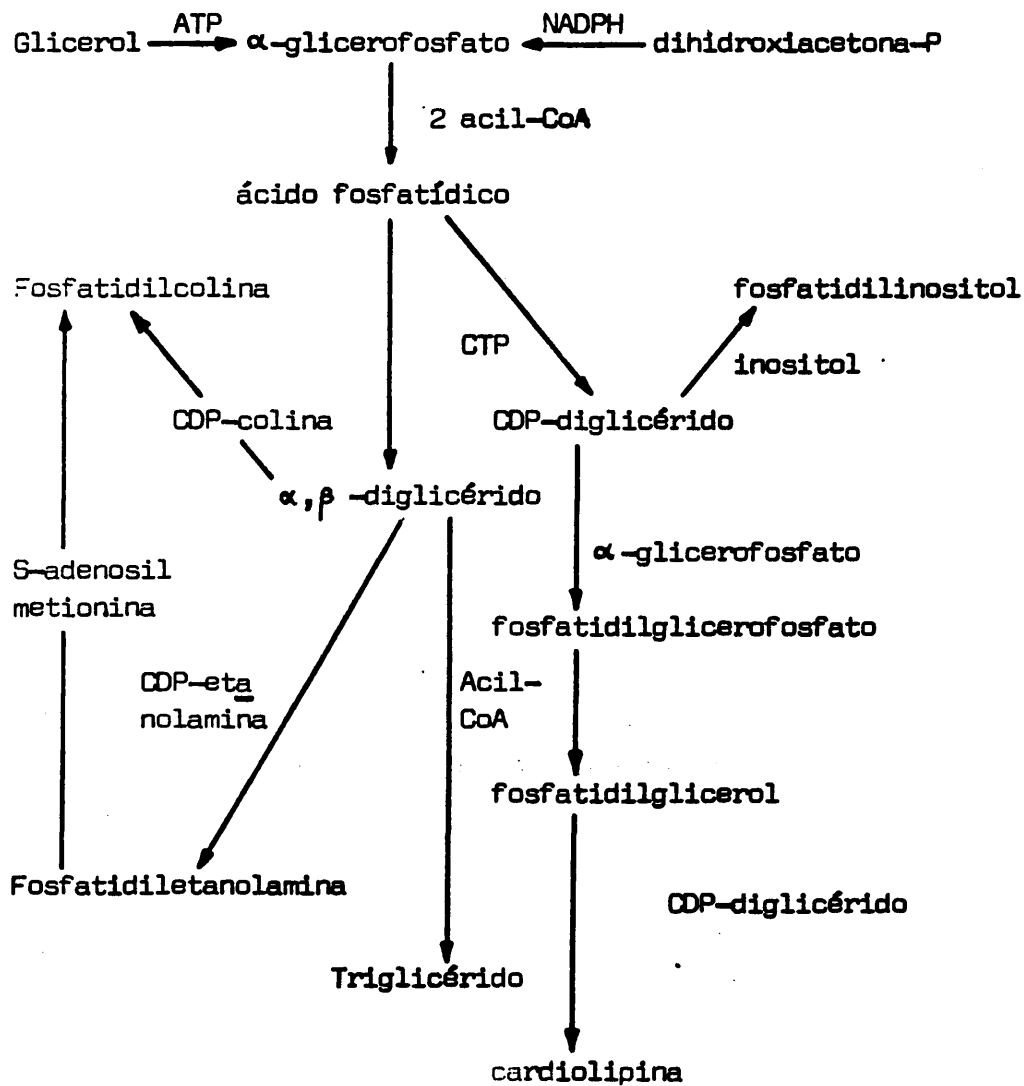 ATP NADPH
Glicerol α-glicerofosfato dihidroxiacetona-P
2 acil-CoA
ácido fosfatídico
Fosfatidilcolina fosfatidilinositol
CTP
inositol
CDP-colina CDP-diglicérido
α,β-diglicérido
α-glicerofosfato
S-adenosil
metionina
fosfatidilglicerofosfato
CDP-eta Acil-
nolamina CoA
fosfatidilglicerol
Fosfatidiletanolamina
CDP-diglicérido
Triglicérido
cardiolipina